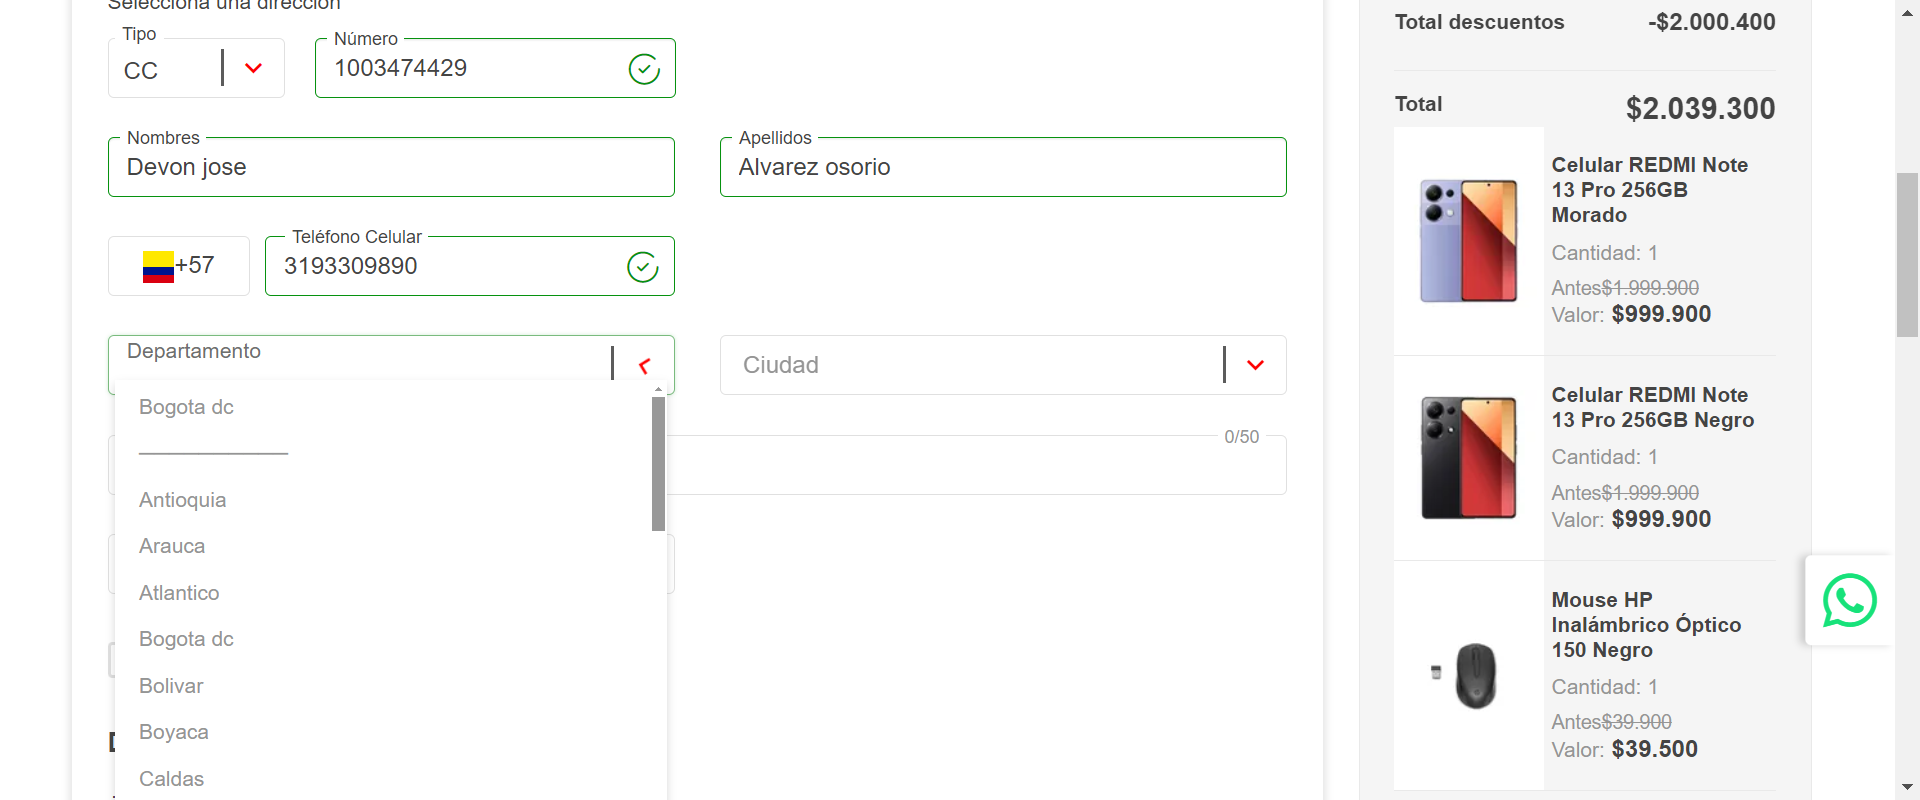 Selecciona una dirección
Tipo
CC
Número
1003474429
Nombres
Devon jose
Apellidos
Alvarez osorio
+57
Teléfono Celular
3193309890
Departamento
Ciudad
Bogota dc
Antioquia
Arauca
Atlantico
Bogota dc
Bolivar
Boyaca
Caldas
0/50
Total descuentos
-$2.000.400
Total
$2.039.300
Celular REDMI Note
13 Pro 256GB
Morado
Cantidad: 1
Antes$1.999.900
Valor: $999.900
Celular REDMI Note
13 Pro 256GB Negro
Cantidad: 1
Antes$1.999.900
Valor: $999.900
Mouse HP
Inalámbrico Óptico
150 Negro
Cantidad: 1
Antes$39.900
Valor: $39.500